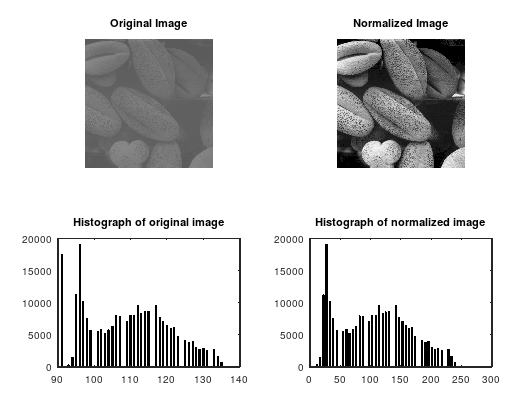 Original Image
Normalized Image
Histograph of original image
Histograph of normalized image
20000
15000
10000
5000
0
90 100 110 120 130 140
20000
15000
10000
5000
0
0 50 100 150 200 250 300